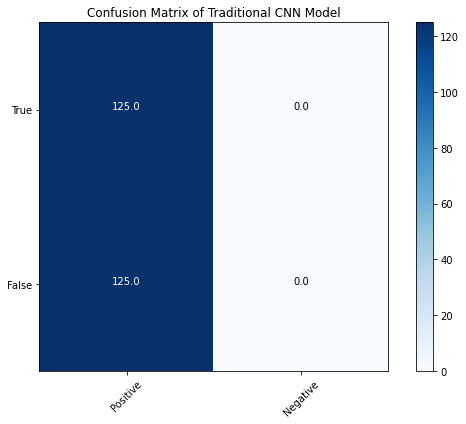 Confusion Matrix of Traditional CNN Model
True
125.0
0.0
False
125.0
0.0
Positive
Negative
120
100
80
60
40
20
0